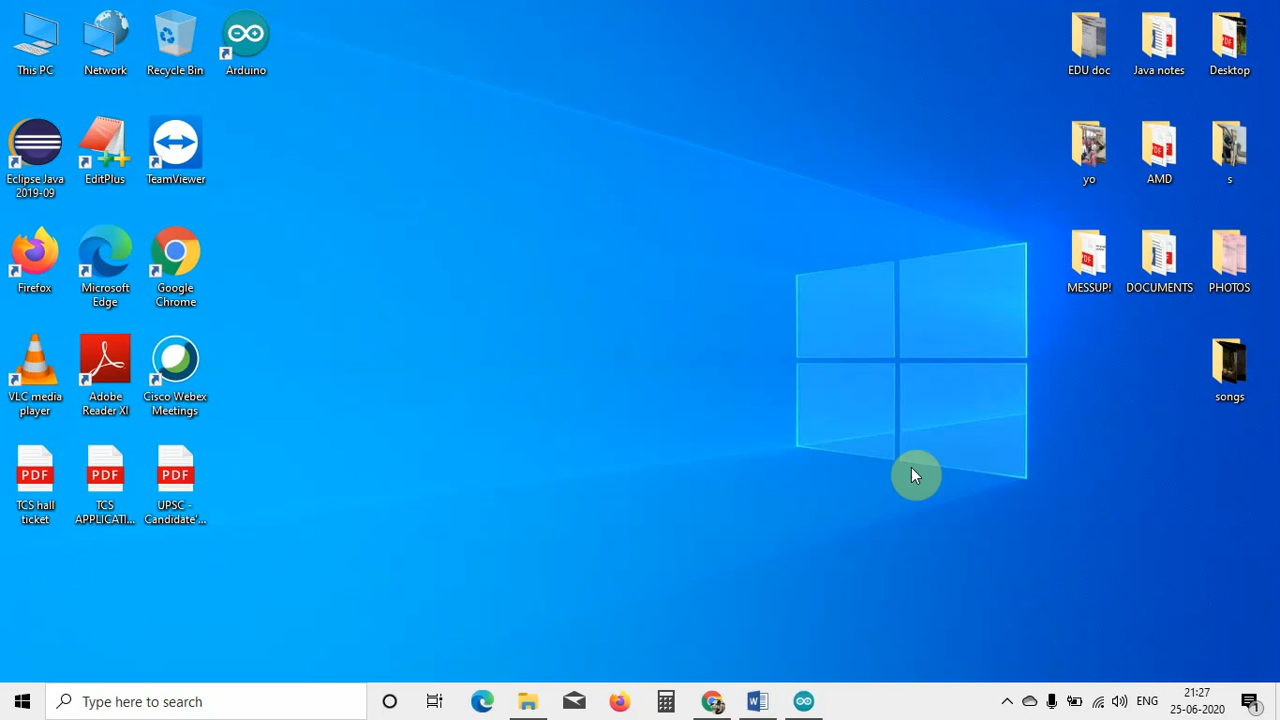 This PC
Network
Recycle Bin
Arduino
EDU doc
Java notes
Desktop
Eclipse Java
2019-09
EditPlus
TeamViewer
yo
AMD
s
Firefox
Microsoft
Edge
Google
Chrome
MESSUP!
DOCUMENTS
PHOTOS
VLC media
player
Adobe
Reader XI
Cisco Webex
Meetings
songs
PDF
PDF
PDF
TCS hall
ticket
TCS
APPLICATI...
UPSC -
Candidate'...
Type here to search
ENG
21:27
25-06-2020
1